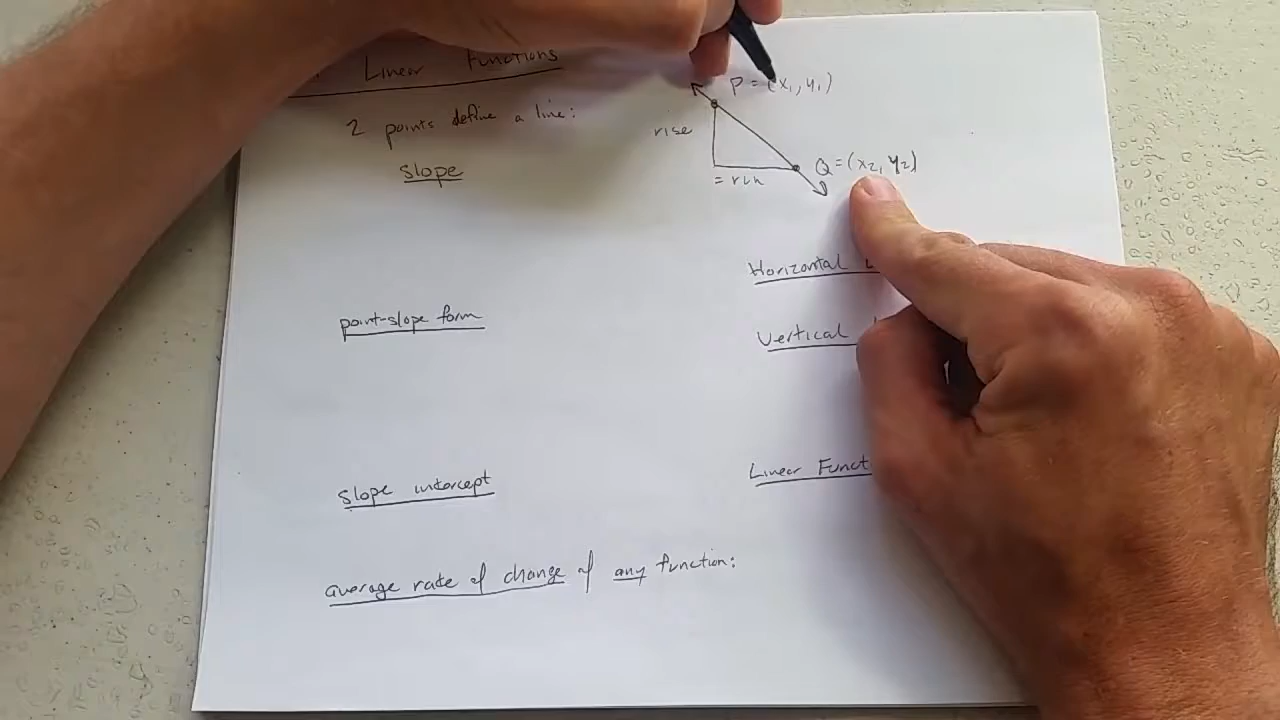 Linear Functions
2 points define a line:
slope
P = (x₁, y₁)
rise
Q = (x₂, y₂)
= run
Horizontal
point-slope form
Vertical
slope intercept
Linear Funct
average rate of change of any function: